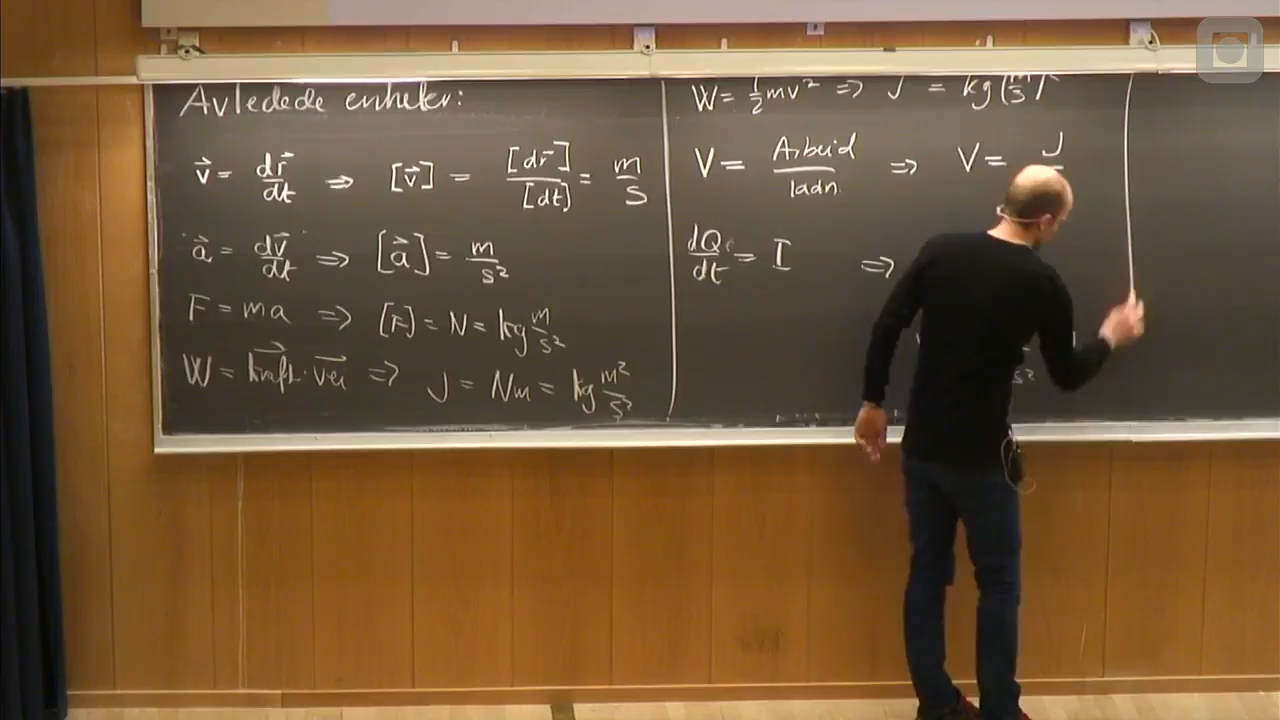 Avledede enheter:
v⃗ = dr⃗/dt ⇒ [v⃗] = [dr⃗]/[dt] = m/s
a⃗ = dv⃗/dt ⇒ [a⃗] = m/s²
F = ma ⇒ [F] = N = kg m/s²
W = kraft · vei ⇒ J = Nm = kg m²/s²
W = ½mv² ⇒ J = kg(m/s)²
V = Arbeid/ladn. ⇒ V = J
dQ/dt = I ⇒
s²